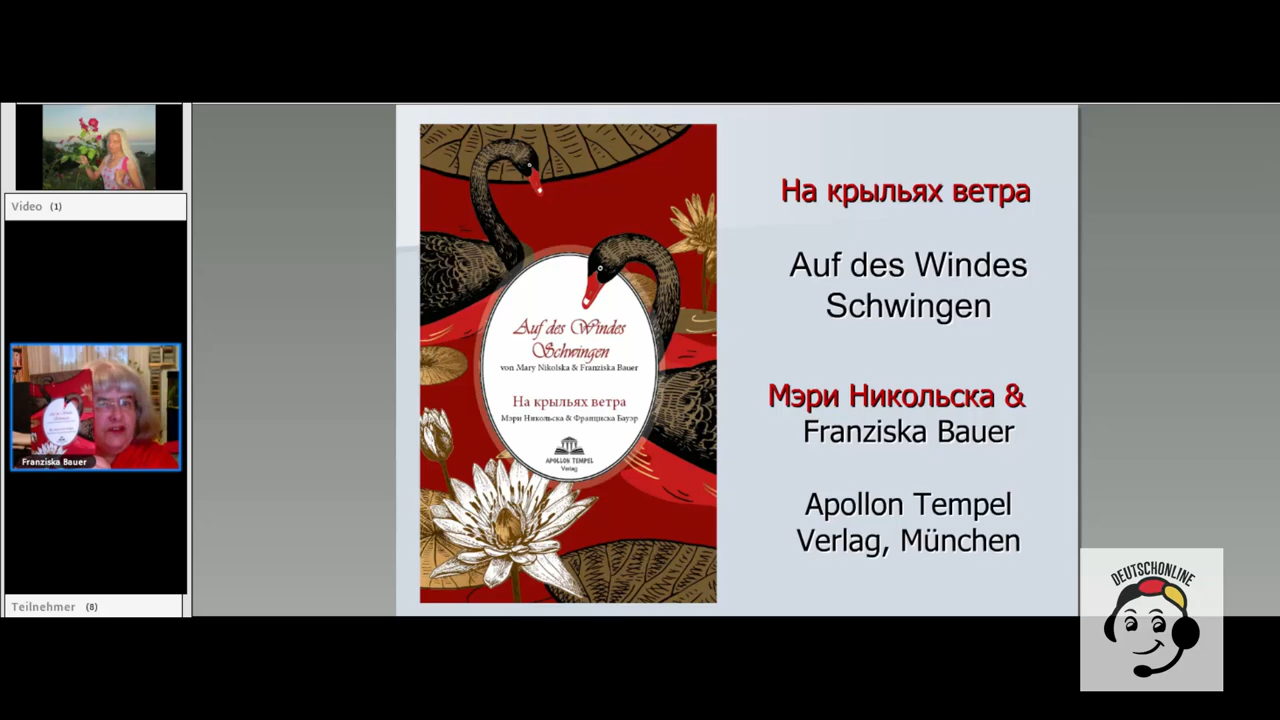 Video (1)
Franziska Bauer
Teilnehmer (8)
Auf des Windes
Schwingen
von Mary Nikolska & Franziska Bauer
На крыльях ветра
Мэри Никольска & Франциска Бауэр
APOLLON TEMPEL
Verlag
На крыльях ветра
Auf des Windes
Schwingen
Мэри Никольска &
Franziska Bauer
Apollon Tempel
Verlag, München
DEUTSCHONLINE